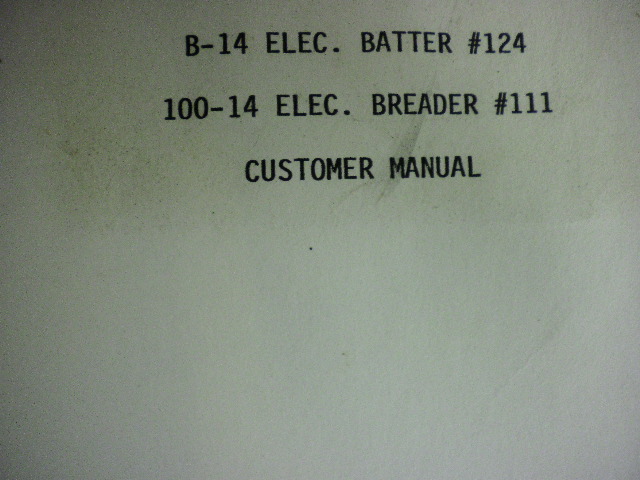 B-14 ELEC. BATTER #124
100-14 ELEC. BREADER #111
CUSTOMER MANUAL